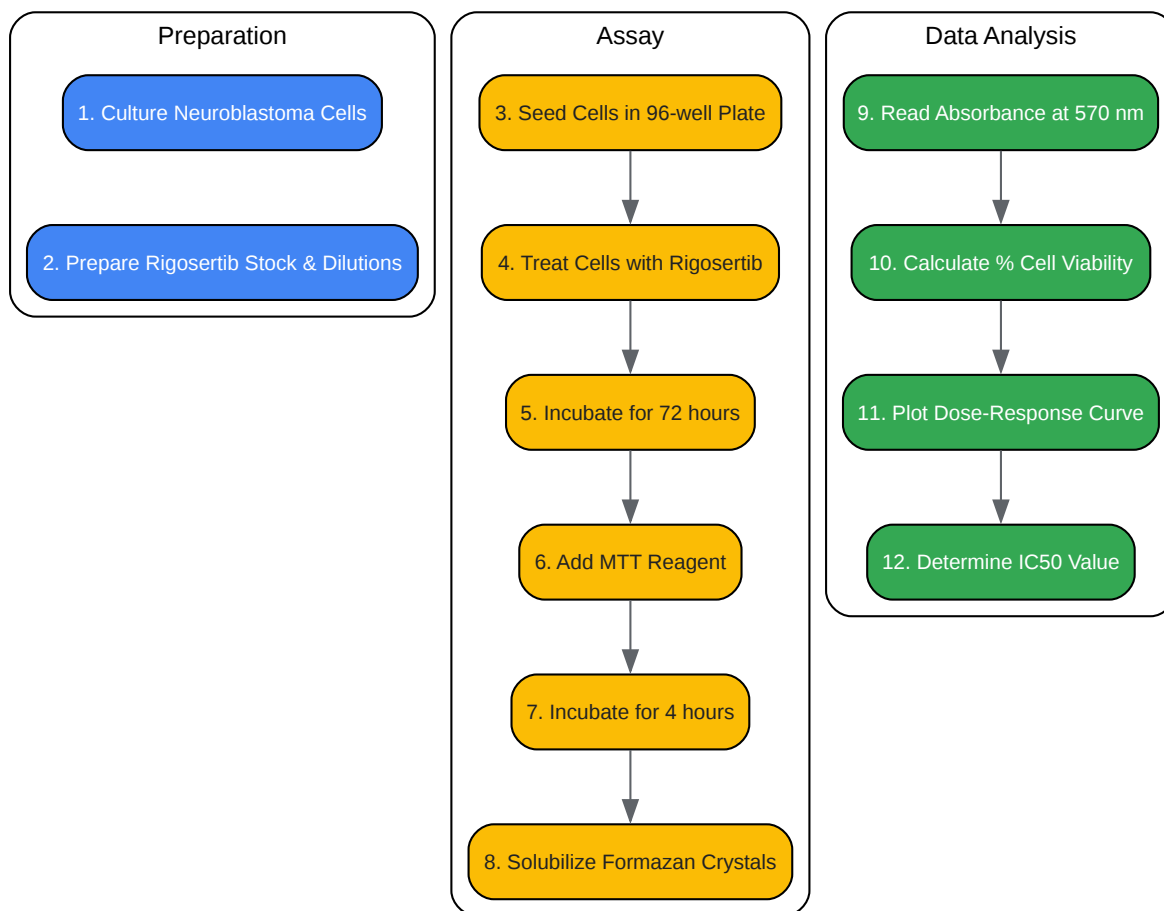 Preparation
1. Culture Neuroblastoma Cells
2. Prepare Rigosertib Stock & Dilutions
Assay
3. Seed Cells in 96-well Plate
4. Treat Cells with Rigosertib
5. Incubate for 72 hours
6. Add MTT Reagent
7. Incubate for 4 hours
8. Solubilize Formazan Crystals
Data Analysis
9. Read Absorbance at 570 nm
10. Calculate % Cell Viability
11. Plot Dose-Response Curve
12. Determine IC50 Value